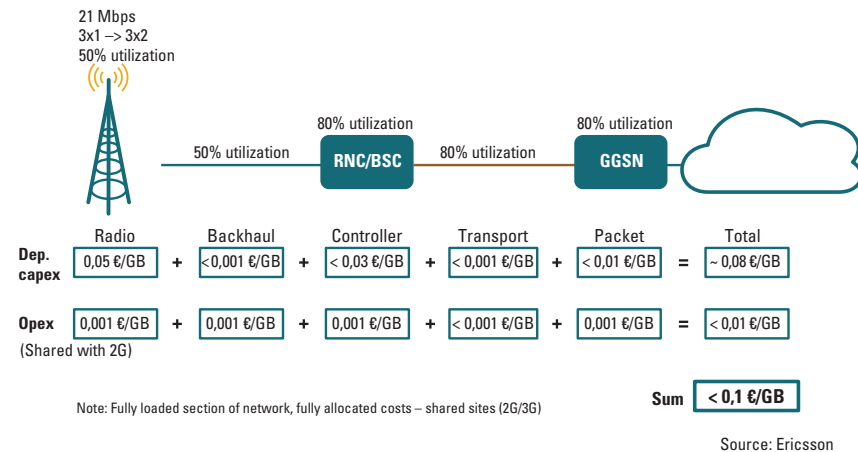 21 Mbps
3x1 –> 3x2
50% utilization
80% utilization
80% utilization
50% utilization
RNC/BSC
80% utilization
GGSN
Radio
Backhaul
Controller
Transport
Packet
Total
Dep.
capex
0,05 €/GB + <0,001 €/GB + < 0,03 €/GB + < 0,001 €/GB + < 0,01 €/GB = ~ 0,08 €/GB
Opex 0,001 €/GB + 0,001 €/GB + 0,001 €/GB + < 0,001 €/GB + 0,001 €/GB = < 0,01 €/GB
(Shared with 2G)
Note: Fully loaded section of network, fully allocated costs – shared sites (2G/3G)
Sum < 0,1 €/GB
Source: Ericsson